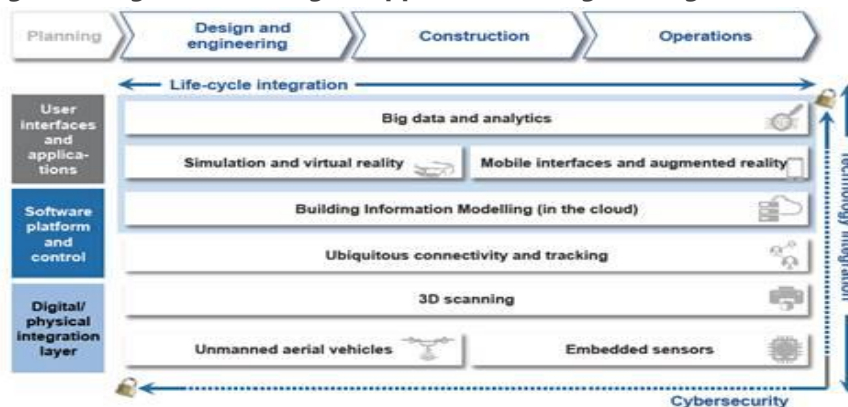 Planning
Design and
engineering
Construction
Operations
Life-cycle integration
User
interfaces
and
applica-
tions
Big data and analytics
Simulation and virtual reality
Mobile interfaces and augmented reality
Software
platform
and
control
Building Information Modelling (in the cloud)
Ubiquitous connectivity and tracking
Digital/
physical
integration
layer
3D scanning
Unmanned aerial vehicles
Embedded sensors
Technology integration
Cybersecurity